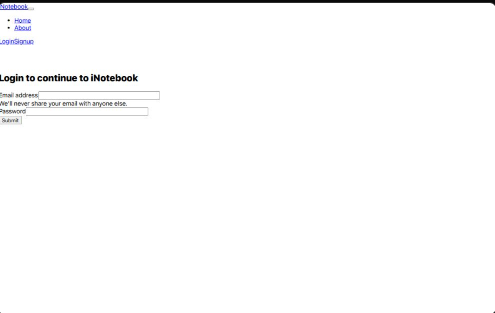 Notebook
Home
About
LoginSignup
Login to continue to iNotebook
Email address
We'll never share your email with anyone else.
Password
Submit